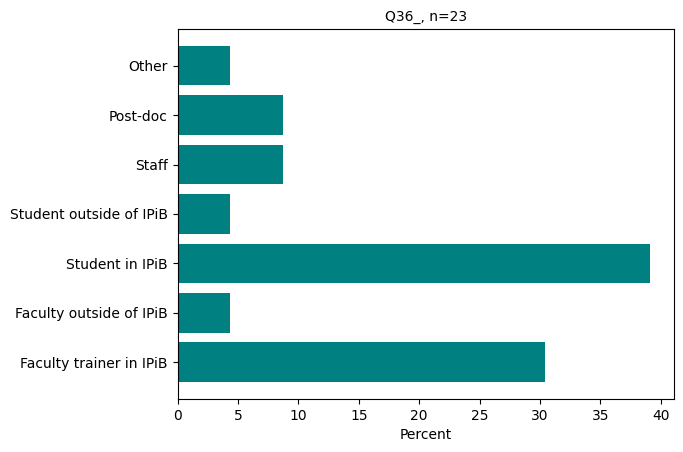 Q36_, n=23
Other
Post-doc
Staff
Student outside of IPiB
Student in IPiB
Faculty outside of IPiB
Faculty trainer in IPiB
0 5 10 15 20 25 30 35 40
Percent